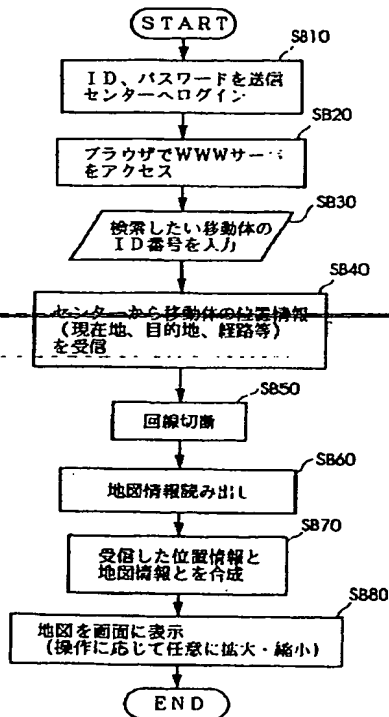 START
SB10
ID、パスワードを送信
センターへログイン
SB20
ブラウザでWWWサーバ
をアクセス
SB30
検索したい移動体の
ID番号を入力
SB40
センターから移動体の位置情報
(現在地、目的地、経路等)
を受信
SB50
回線切断
SB60
地図情報読み出し
SB70
受信した位置情報と
地図情報とを合成
SB80
地図を画面に表示
(操作に応じて任意に拡大・縮小)
END